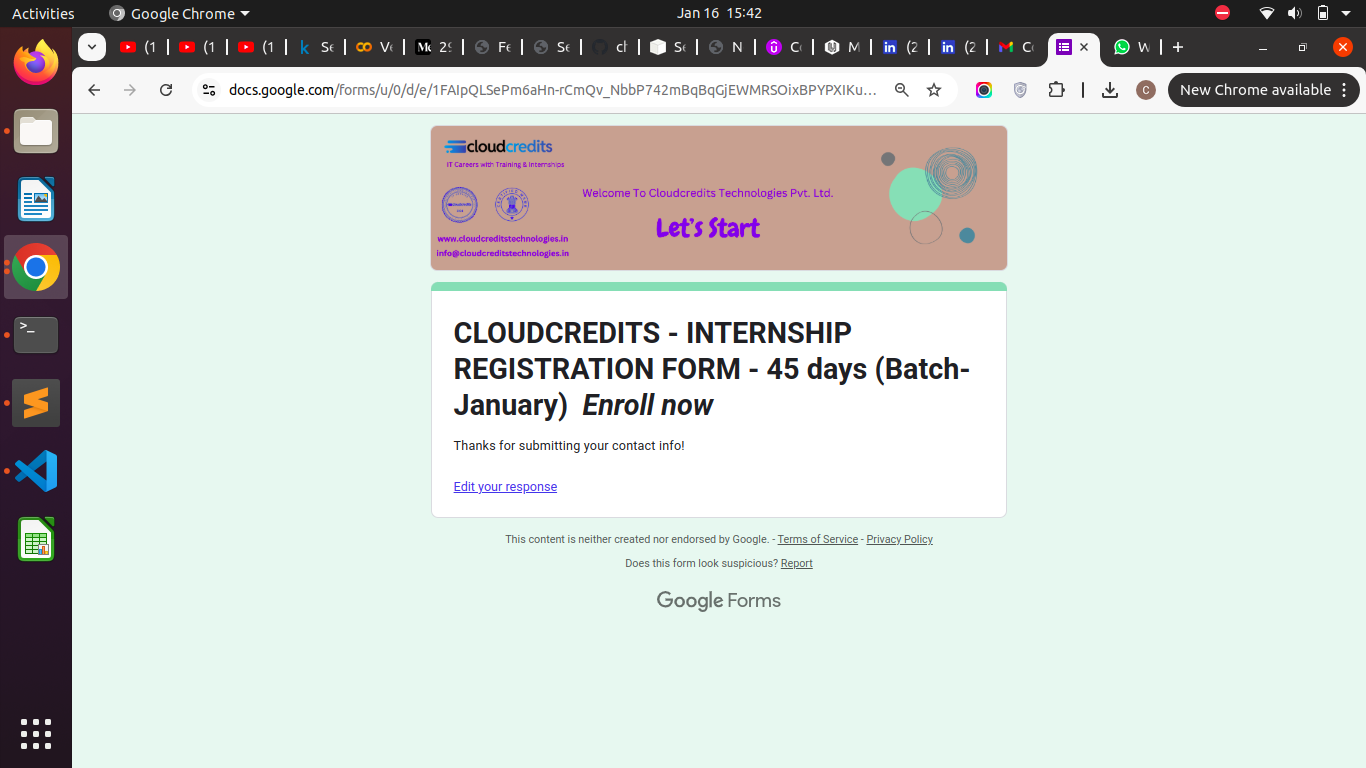 Activities
Google Chrome
Jan 16 15:42
(1
(1
(1
Se
Ve
29
Fe
Se
ch
Se
N
Co
M
(2
(2
Co
W
docs.google.com/forms/u/0/d/e/1FAIpQLSePm6aHn-rCmQv_NbbP742mBqBqGjEWMRSOixBPYPXIKu...
C
New Chrome available
cloudcredits
IT Careers with Training & Internships
Welcome To Cloudcredits Technologies Pvt. Ltd.
Let's Start
www.cloudcreditstechnologies.in
info@cloudcreditstechnologies.in
CLOUDCREDITS - INTERNSHIP
REGISTRATION FORM - 45 days (Batch-
January) Enroll now
Thanks for submitting your contact info!
Edit your response
This content is neither created nor endorsed by Google. - Terms of Service - Privacy Policy
Does this form look suspicious? Report
Google Forms